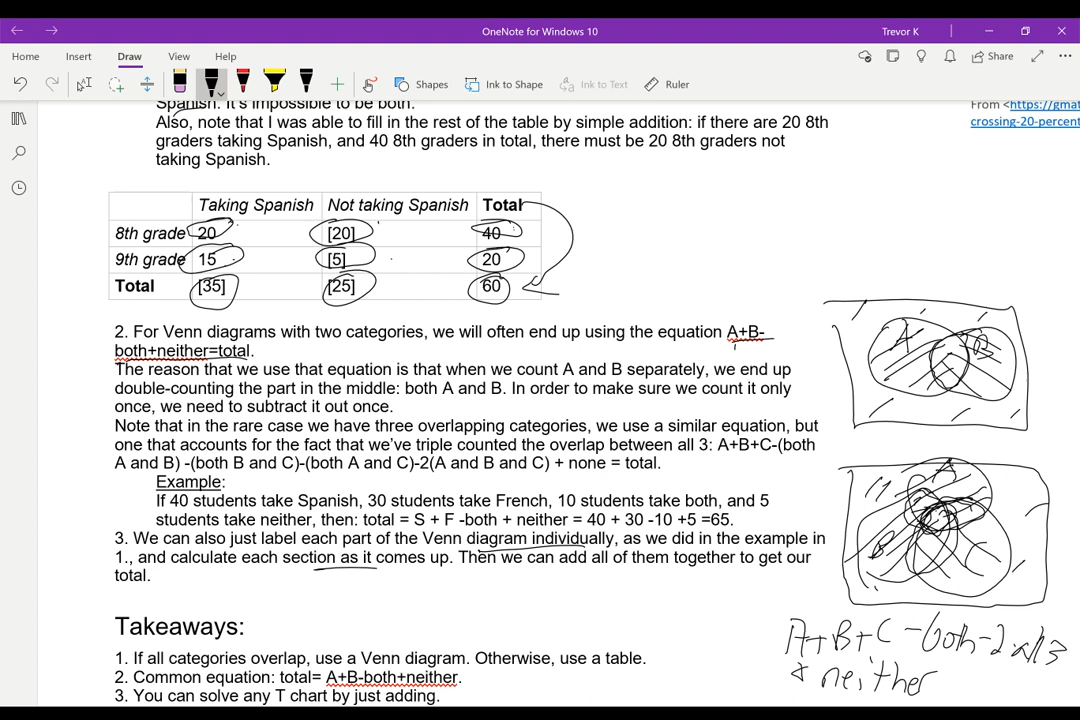 OneNote for Windows 10
Trevor K
Home Insert Draw View Help
Share
Shapes Ink to Shape Ink to Text Ruler
Spanish. It's impossible to be both.
Also, note that I was able to fill in the rest of the table by simple addition: if there are 20 8th
graders taking Spanish, and 40 8th graders in total, there must be 20 8th graders not
taking Spanish.
From <https://gmat
crossing-20-percent
Taking Spanish Not taking Spanish Total
8th grade 20 [20] 40
9th grade 15 [5] 20
Total [35] [25] 60
2. For Venn diagrams with two categories, we will often end up using the equation A+B-
both+neither=total.
The reason that we use that equation is that when we count A and B separately, we end up
double-counting the part in the middle: both A and B. In order to make sure we count it only
once, we need to subtract it out once.
Note that in the rare case we have three overlapping categories, we use a similar equation, but
one that accounts for the fact that we've triple counted the overlap between all 3: A+B+C-(both
A and B) -(both B and C)-(both A and C)-2(A and B and C) + none = total.
Example:
If 40 students take Spanish, 30 students take French, 10 students take both, and 5
students take neither, then: total = S + F -both + neither = 40 + 30 -10 +5 =65.
3. We can also just label each part of the Venn diagram individually, as we did in the example in
1., and calculate each section as it comes up. Then we can add all of them together to get our
total.
Takeaways:
1. If all categories overlap, use a Venn diagram. Otherwise, use a table.
2. Common equation: total= A+B-both+neither.
3. You can solve any T chart by just adding.
A B
A
B C
A+B+C-both-2·all3
+ neither